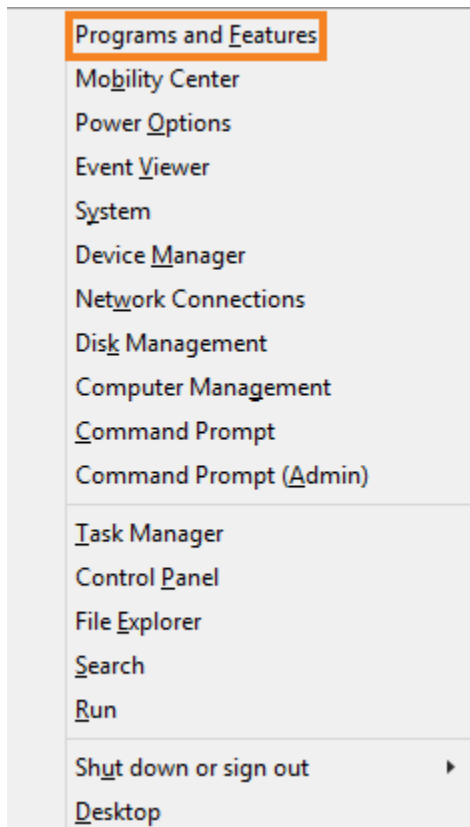 Programs and Features
Mobility Center
Power Options
Event Viewer
System
Device Manager
Network Connections
Disk Management
Computer Management
Command Prompt
Command Prompt (Admin)
Task Manager
Control Panel
File Explorer
Search
Run
Shut down or sign out
Desktop